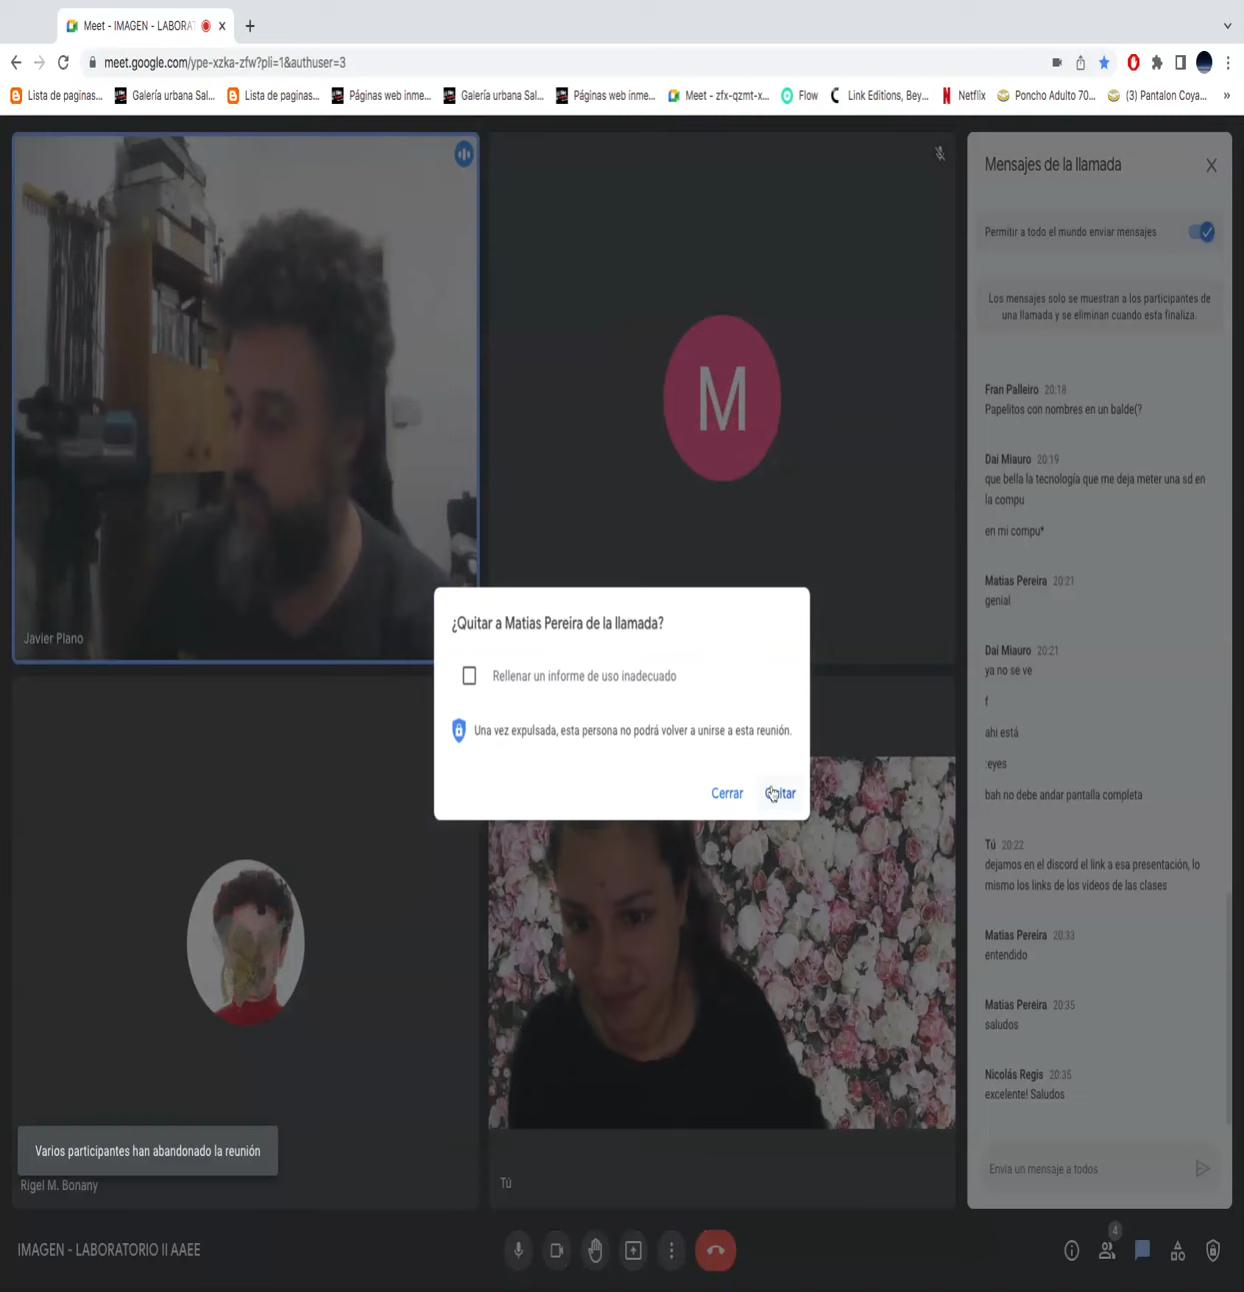 Meet - IMAGEN - LABORAT
meet.google.com/ype-xzka-zfw?pli=1&authuser=3
Lista de paginas...
Galería urbana Sal...
Lista de paginas...
Páginas web inme...
Galería urbana Sal...
Páginas web inme...
Meet - zfx-qzmt-x...
Flow
Link Editions, Bey...
Netflix
Poncho Adulto 70...
(3) Pantalon Coya...
»
Javier Plano
M
¿Quitar a Matias Pereira de la llamada?
Rellenar un informe de uso inadecuado
Una vez expulsada, esta persona no podrá volver a unirse a esta reunión.
Cerrar
Quitar
Varios participantes han abandonado la reunión
Rigel M. Bonany
Tú
Mensajes de la llamada
Permitir a todo el mundo enviar mensajes
Los mensajes solo se muestran a los participantes de
una llamada y se eliminan cuando esta finaliza.
Fran Palleiro 20:18
Papelitos con nombres en un balde(?
Dai Miauro 20:19
que bella la tecnología que me deja meter una sd en
la compu
en mi compu*
Matias Pereira 20:21
genial
Dai Miauro 20:21
ya no se ve
f
ahi está
:eyes
bah no debe andar pantalla completa
Tú 20:22
dejamos en el discord el link a esa presentación, lo
mismo los links de los videos de las clases
Matias Pereira 20:33
entendido
Matias Pereira 20:35
saludos
Nicolás Regis 20:35
excelente! Saludos
Envía un mensaje a todos
IMAGEN - LABORATORIO II AAEE
4